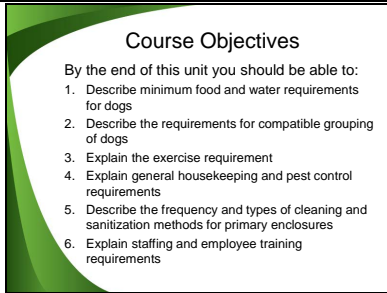 Course Objectives
By the end of this unit you should be able to:
1. Describe minimum food and water requirements
for dogs
2. Describe the requirements for compatible grouping
of dogs
3. Explain the exercise requirement
4. Explain general housekeeping and pest control
requirements
5. Describe the frequency and types of cleaning and
sanitization methods for primary enclosures
6. Explain staffing and employee training
requirements